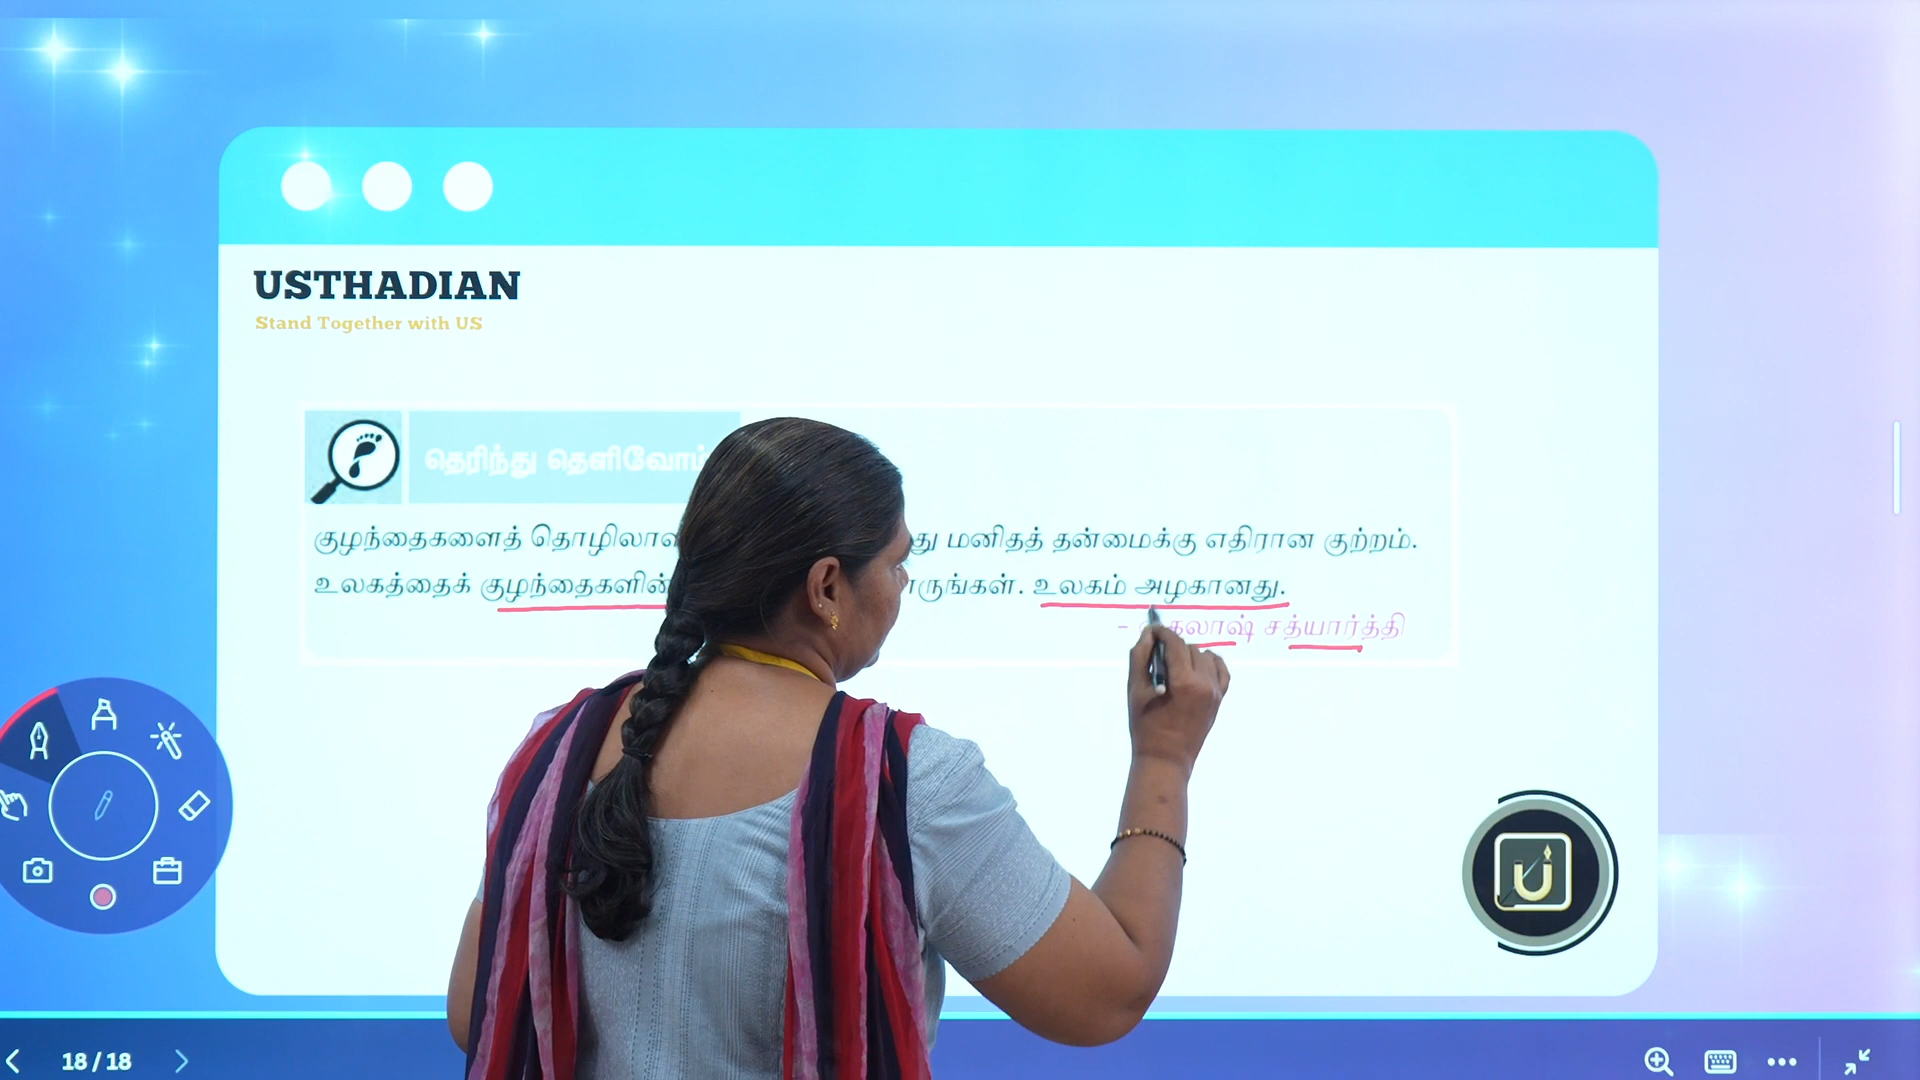 USTHADIAN
Stand Together with US
தெரிந்து தெளிவோம்
குழந்தைகளைத் மனிதத் தன்மைக்கு எதிரான குற்றம்.
உலகத்தைக் குழந்தைகளின் உலகம் அழகானது.
- சத்யார்த்தி
18 / 18